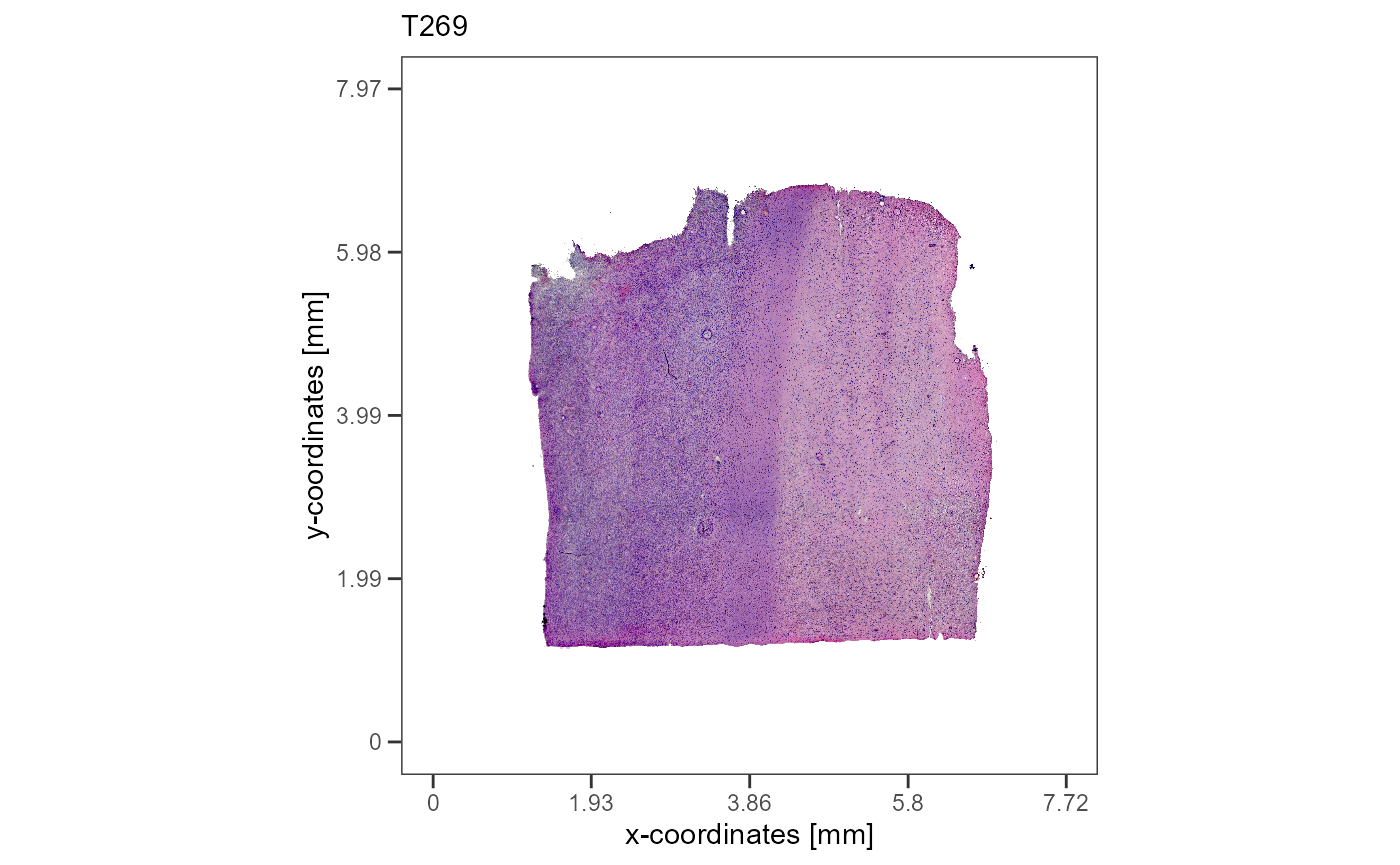 T269
7.97
5.98
3.99
1.99
0
y-coordinates [mm]
0 1.93 3.86 5.8 7.72
x-coordinates [mm]